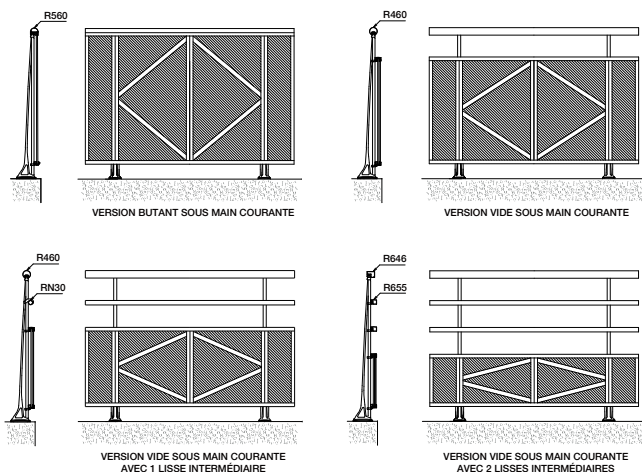 R560
VERSION BUTANT SOUS MAIN COURANTE
R460
VERSION VIDE SOUS MAIN COURANTE
R460
RN30
VERSION VIDE SOUS MAIN COURANTE
AVEC 1 LISSE INTERMÉDIAIRE
R646
R655
VERSION VIDE SOUS MAIN COURANTE
AVEC 2 LISSES INTERMÉDIAIRES